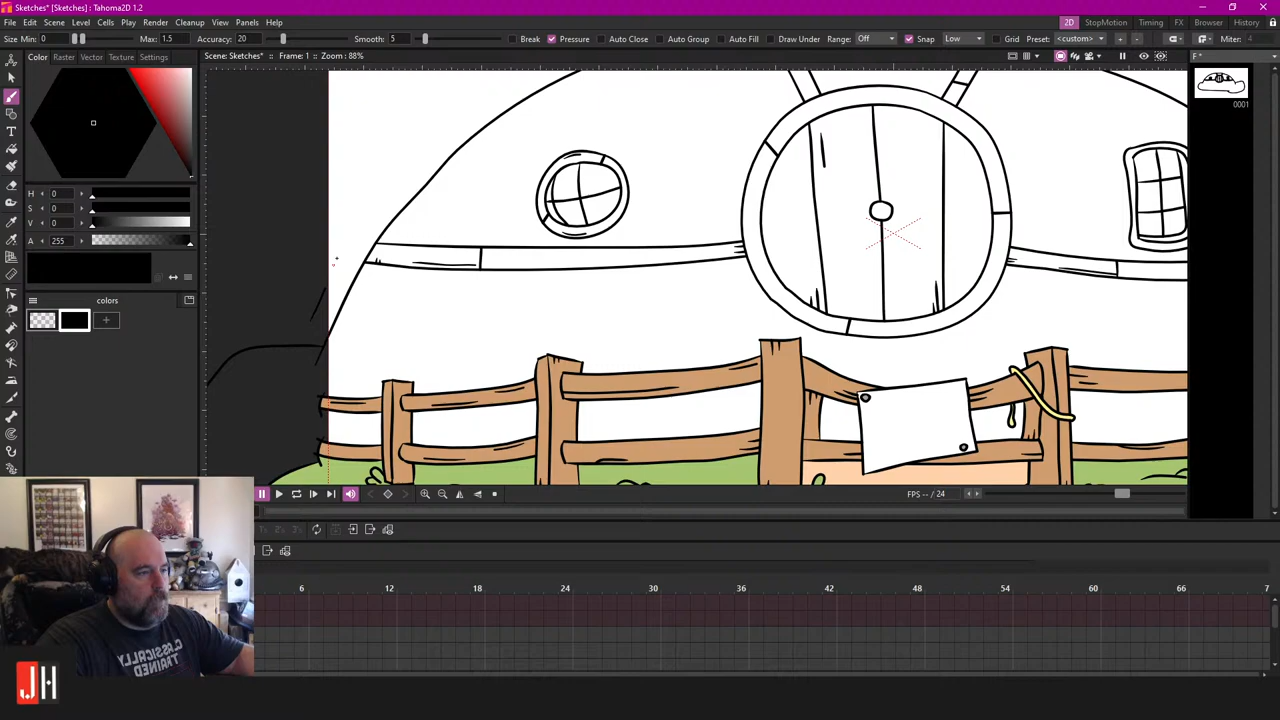 Sketches* [Sketches] : Tahoma2D 1.2
File Edit Scene Level Cells Play Render Cleanup View Panels Help
2D StopMotion Timing FX Browser History
Size Min: 0 Max: 1.5 Accuracy: 20 Smooth: 5 Break Pressure Auto Close Auto Group Auto Fill Draw Under Range: Off Snap Low Grid Preset: <custom> + - Miter: 4
Color Raster Vector Texture Settings
Scene: Sketches* :: Frame: 1 :: Zoom : 88%
F*
0001
H 0
S 0
V 0
A 255
colors
FPS -- / 24
6 12 18 24 30 36 42 48 54 60 66 7
CLASSICALLY
TRAINED
JH